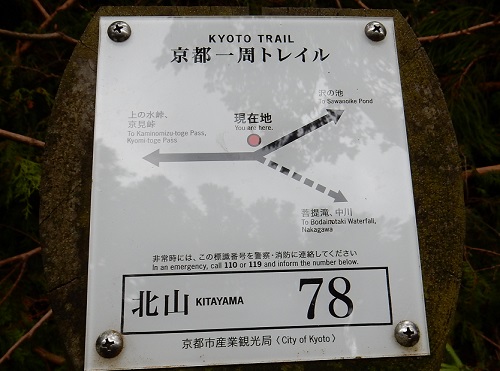 KYOTO TRAIL
京都一周トレイル
沢の池
To Sawanoike Pond
上の水峠、
京見峠
To Kaminomizu-toge Pass,
Kyomi-toge Pass
現在地
You are here.
菩提滝、中川
To Bodainotaki Waterfall,
Nakagawa
非常時には、この標識番号を警察・消防に連絡してください
In an emergency, call 110 or 119 and inform the number below.
北山 KITAYAMA 78
京都市産業観光局（City of Kyoto）